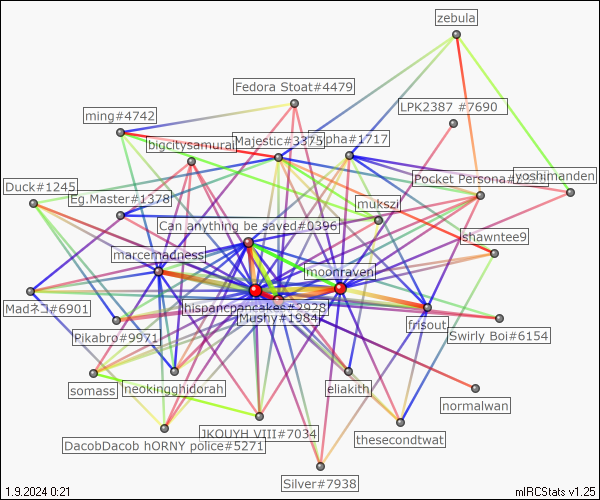 zebula
Fedora Stoat#4479
LPK2387 #7690
ming#4742
bigcitysamurai
Majestic#3375
pha#1717
Pocket Persona#
yoshimanden
Duck#1245
Eg.Master#1378
mukszi
Can anything be saved#0396
shawntee9
marcemadness
moonraven
Madネコ#6901
hispancpancakes#2928
Mushy#1984
frisout
Pikabro#9971
Swirly Boi#6154
somass
neokingghidorah
eliakith
normalwan
DacobDacob hORNY police#5271
JKOUYH VIII#7034
thesecondtwat
Silver#7938
1.9.2024 0:21
mIRCStats v1.25